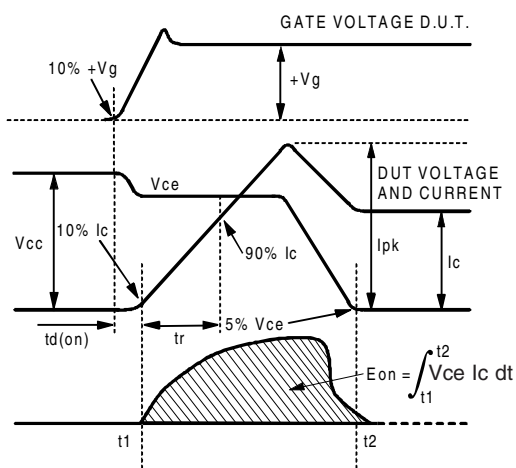 GATE VOLTAGE D.U.T.
10% +Vg
+Vg
Vce
DUT VOLTAGE
AND CURRENT
Vcc
10% Ic
90% Ic
Ipk
Ic
td(on)
tr
5% Vce
Eon = ∫ Vce Ic dt
t2
t1
t1
t2